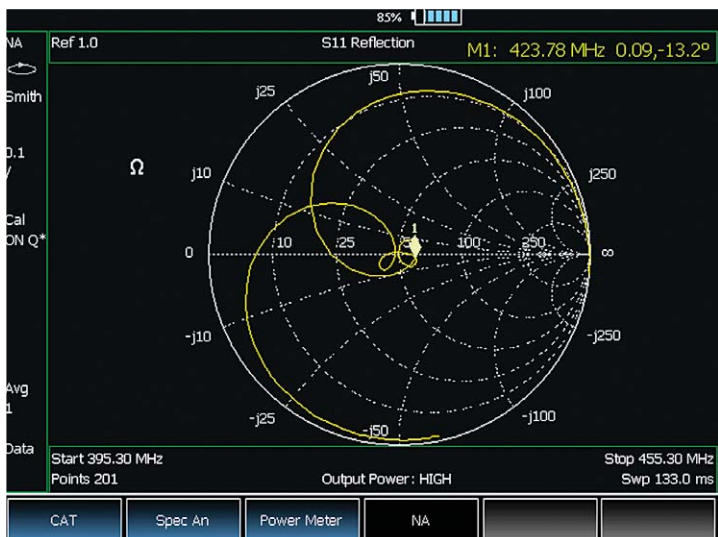 85%
NA
Ref 1.0
S11 Reflection
M1: 423.78 MHz 0.09,-13.2º
Smith
0.1
/
Cal
ON Q*
Avg
1
Data
Ω
j50
j25
j100
j10
j250
1
0
10
25
50
100
250
∞
-j10
-j250
-j25
-j50
-j100
Start 395.30 MHz
Stop 455.30 MHz
Points 201
Output Power: HIGH
Swp 133.0 ms
CAT
Spec An
Power Meter
NA